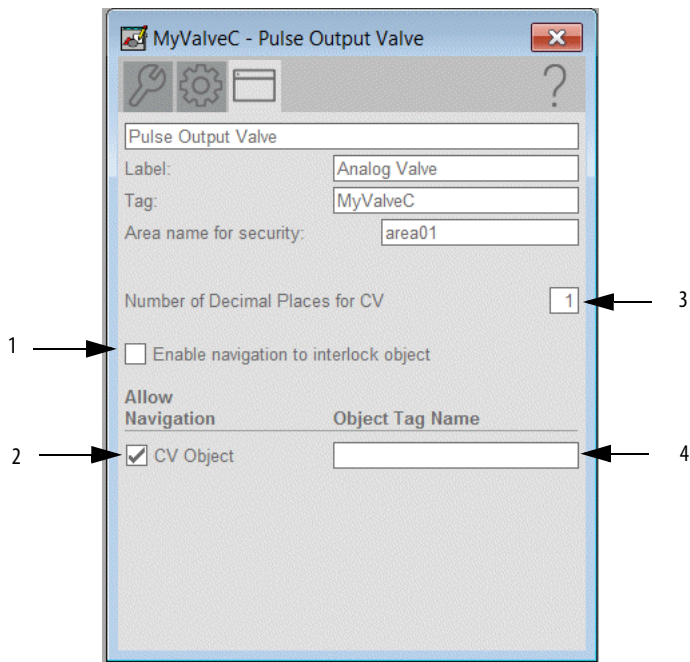 MyValveC - Pulse Output Valve
?
Pulse Output Valve
Label: Analog Valve
Tag: MyValveC
Area name for security: area01
Number of Decimal Places for CV 1 3
1 Enable navigation to interlock object
Allow
Navigation Object Tag Name
2 CV Object 4